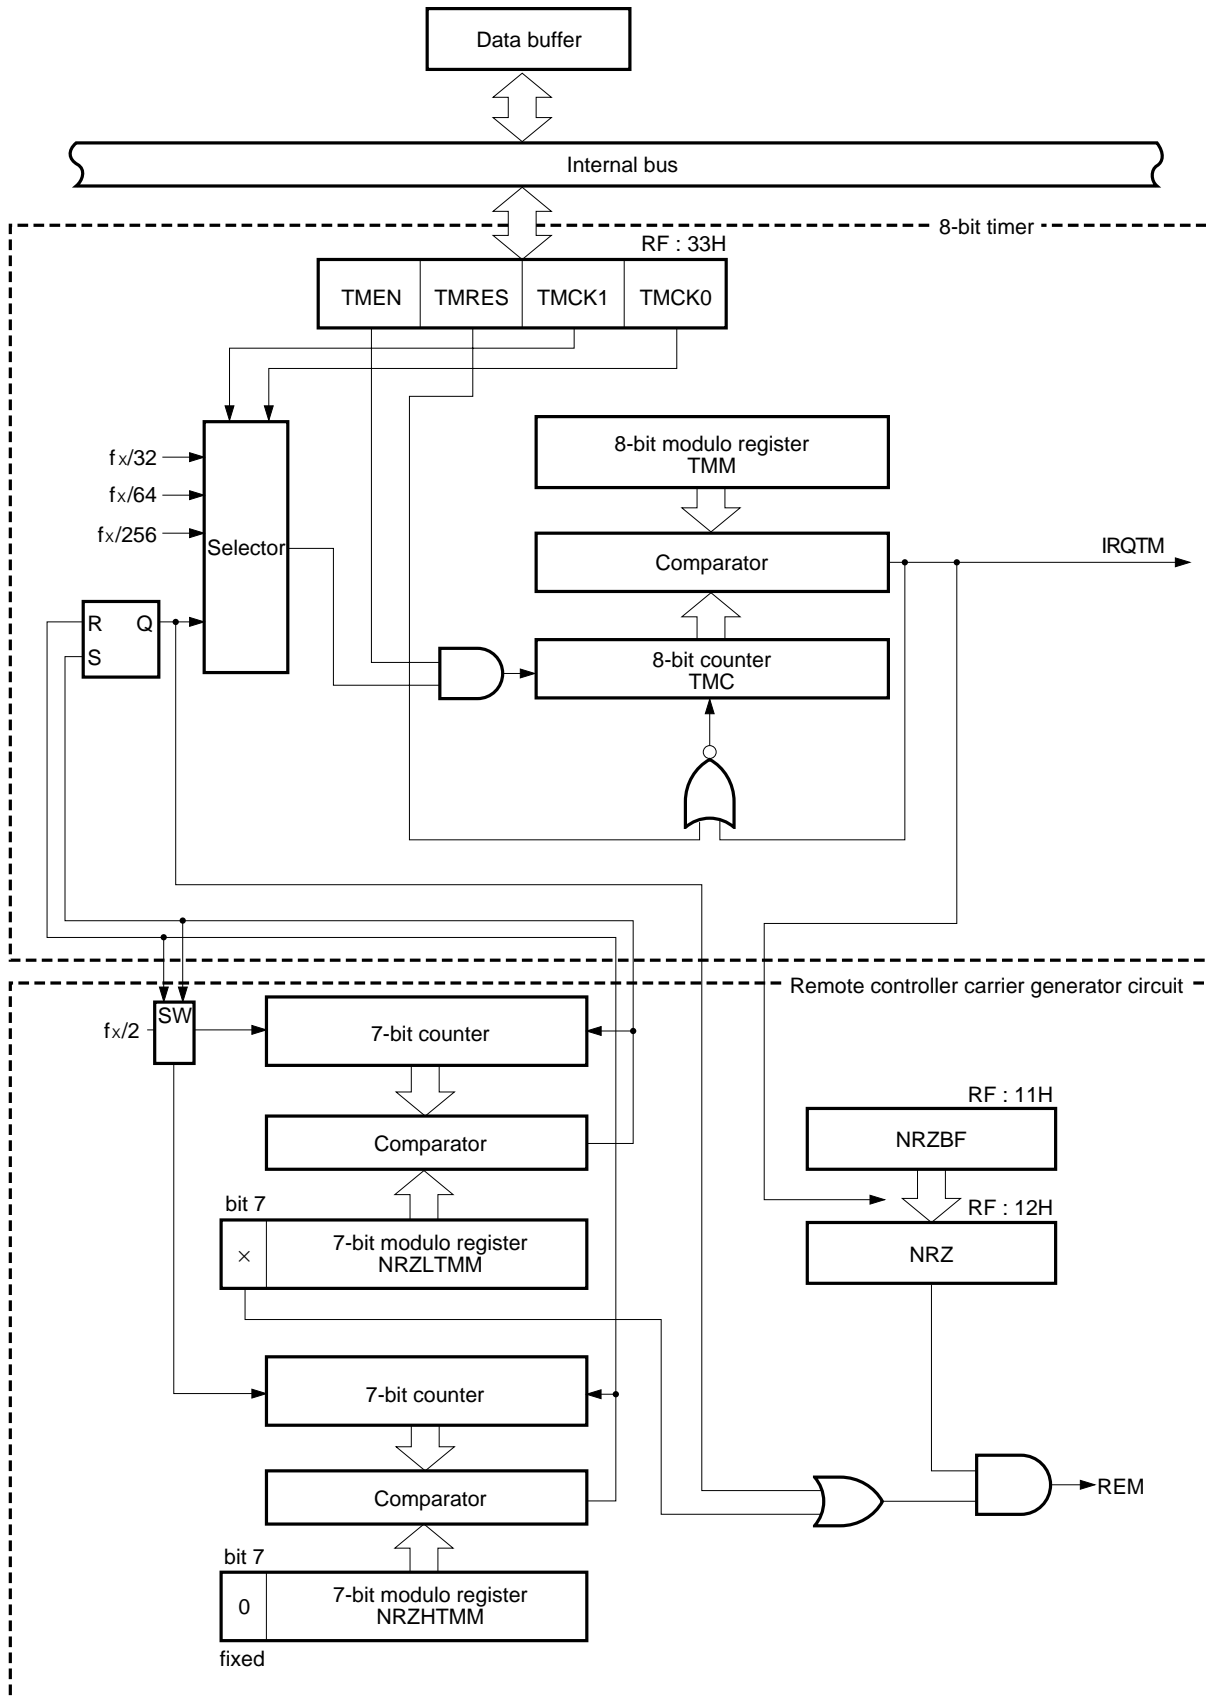 Data buffer
Internal bus
8-bit timer
RF : 33H
TMEN
TMRES
TMCK1
TMCK0
fX/32
fX/64
fX/256
Selector
8-bit modulo register
TMM
Comparator
IRQTM
R
Q
S
8-bit counter
TMC
Remote controller carrier generator circuit
fX/2
SW
7-bit counter
Comparator
bit 7
×
7-bit modulo register
NRZLTMM
RF : 11H
NRZBF
RF : 12H
NRZ
7-bit counter
Comparator
REM
bit 7
0
7-bit modulo register
NRZHTMM
fixed